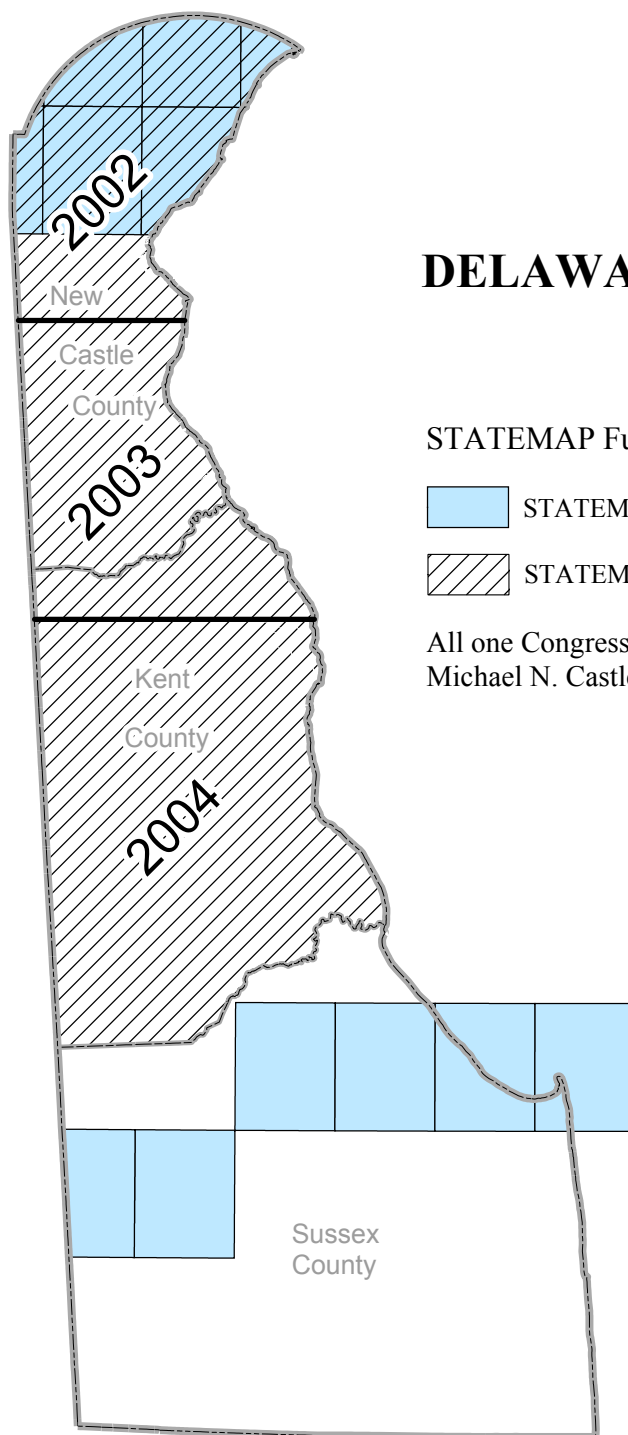 2002
DELAWA
New
Castle
County
STATEMAP Fu
2003
STATEM
STATEM
All one Congress
Michael N. Castl
Kent
County
2004
Sussex
County